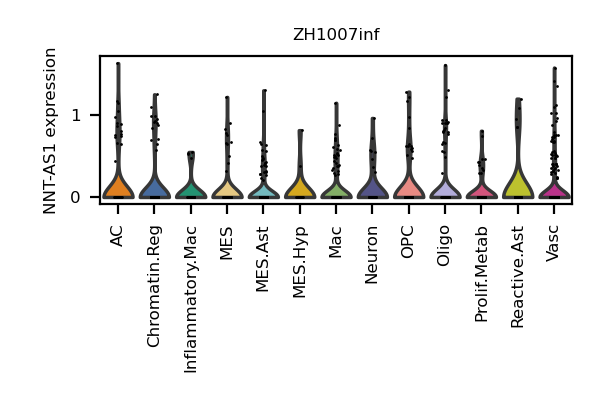 ZH1007inf
NNT-AS1 expression
1
0
AC
Chromatin.Reg
Inflammatory.Mac
MES
MES.Ast
MES.Hyp
Mac
Neuron
OPC
Oligo
Prolif.Metab
Reactive.Ast
Vasc